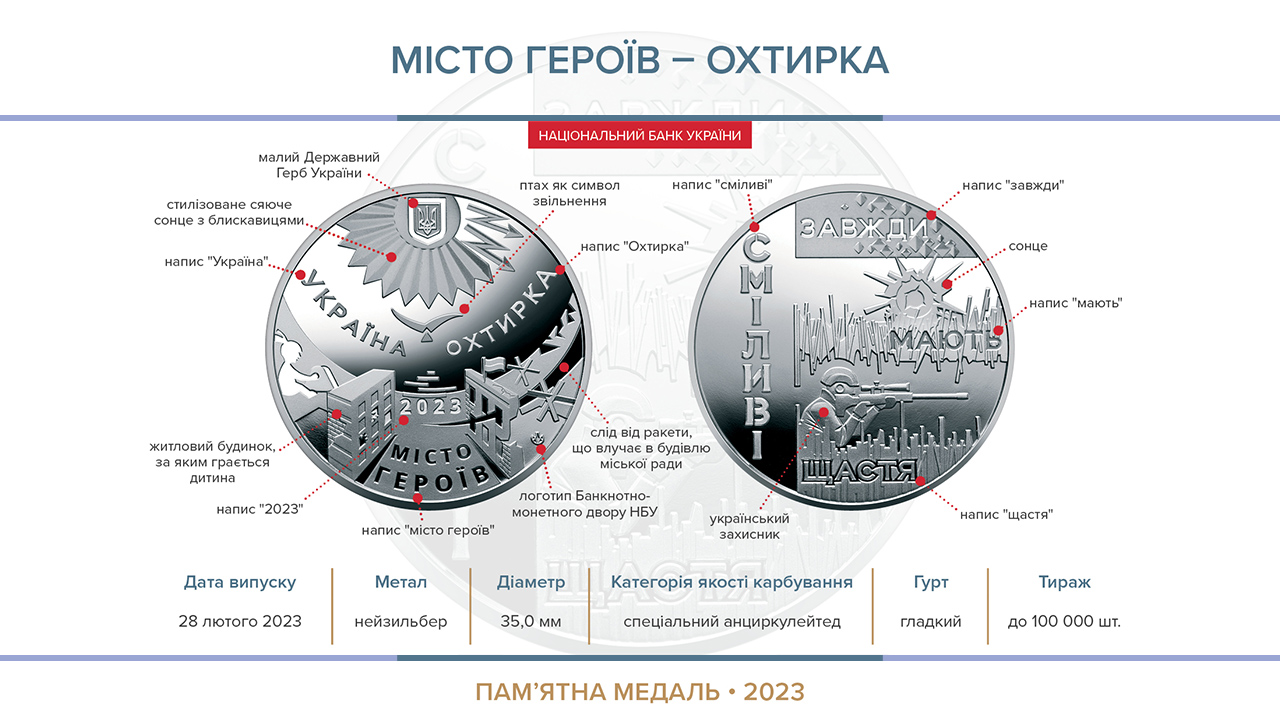 МІСТО ГЕРОЇВ – ОХТИРКА
НАЦІОНАЛЬНИЙ БАНК УКРАЇНИ
малий Державний
Герб України
стилізоване сяюче
сонце з блискавицями
напис "Україна"
птах як символ
звільнення
напис "Охтирка"
житловий будинок,
за яким грається
дитина
напис "2023"
напис "місто героїв"
слід від ракети,
що влучає в будівлю
міської ради
логотип Банкнотно-
монетного двору НБУ
УКРАЇНА
ОХТИРКА
2023
МІСТО
ГЕРОЇВ
напис "сміливі"
напис "завжди"
сонце
напис "мають"
український
захисник
напис "щастя"
СМІЛИВІ
ЗАВЖДИ
МАЮТЬ
ЩАСТЯ
ЗАВЖДИ
С
ЩАСТЯ
Дата випуску
28 лютого 2023
Метал
нейзильбер
Діаметр
35,0 мм
Категорія якості карбування
спеціальний анциркулейтед
Гурт
гладкий
Тираж
до 100 000 шт.
ПАМ’ЯТНА МЕДАЛЬ • 2023